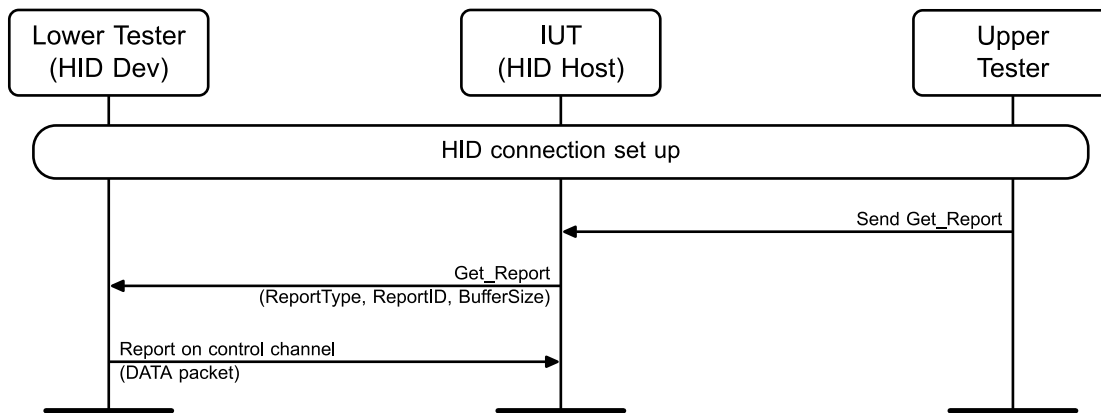 Lower Tester
(HID Dev)
IUT
(HID Host)
Upper
Tester
HID connection set up
Send Get_Report
Get_Report
(ReportType, ReportID, BufferSize)
Report on control channel
(DATA packet)